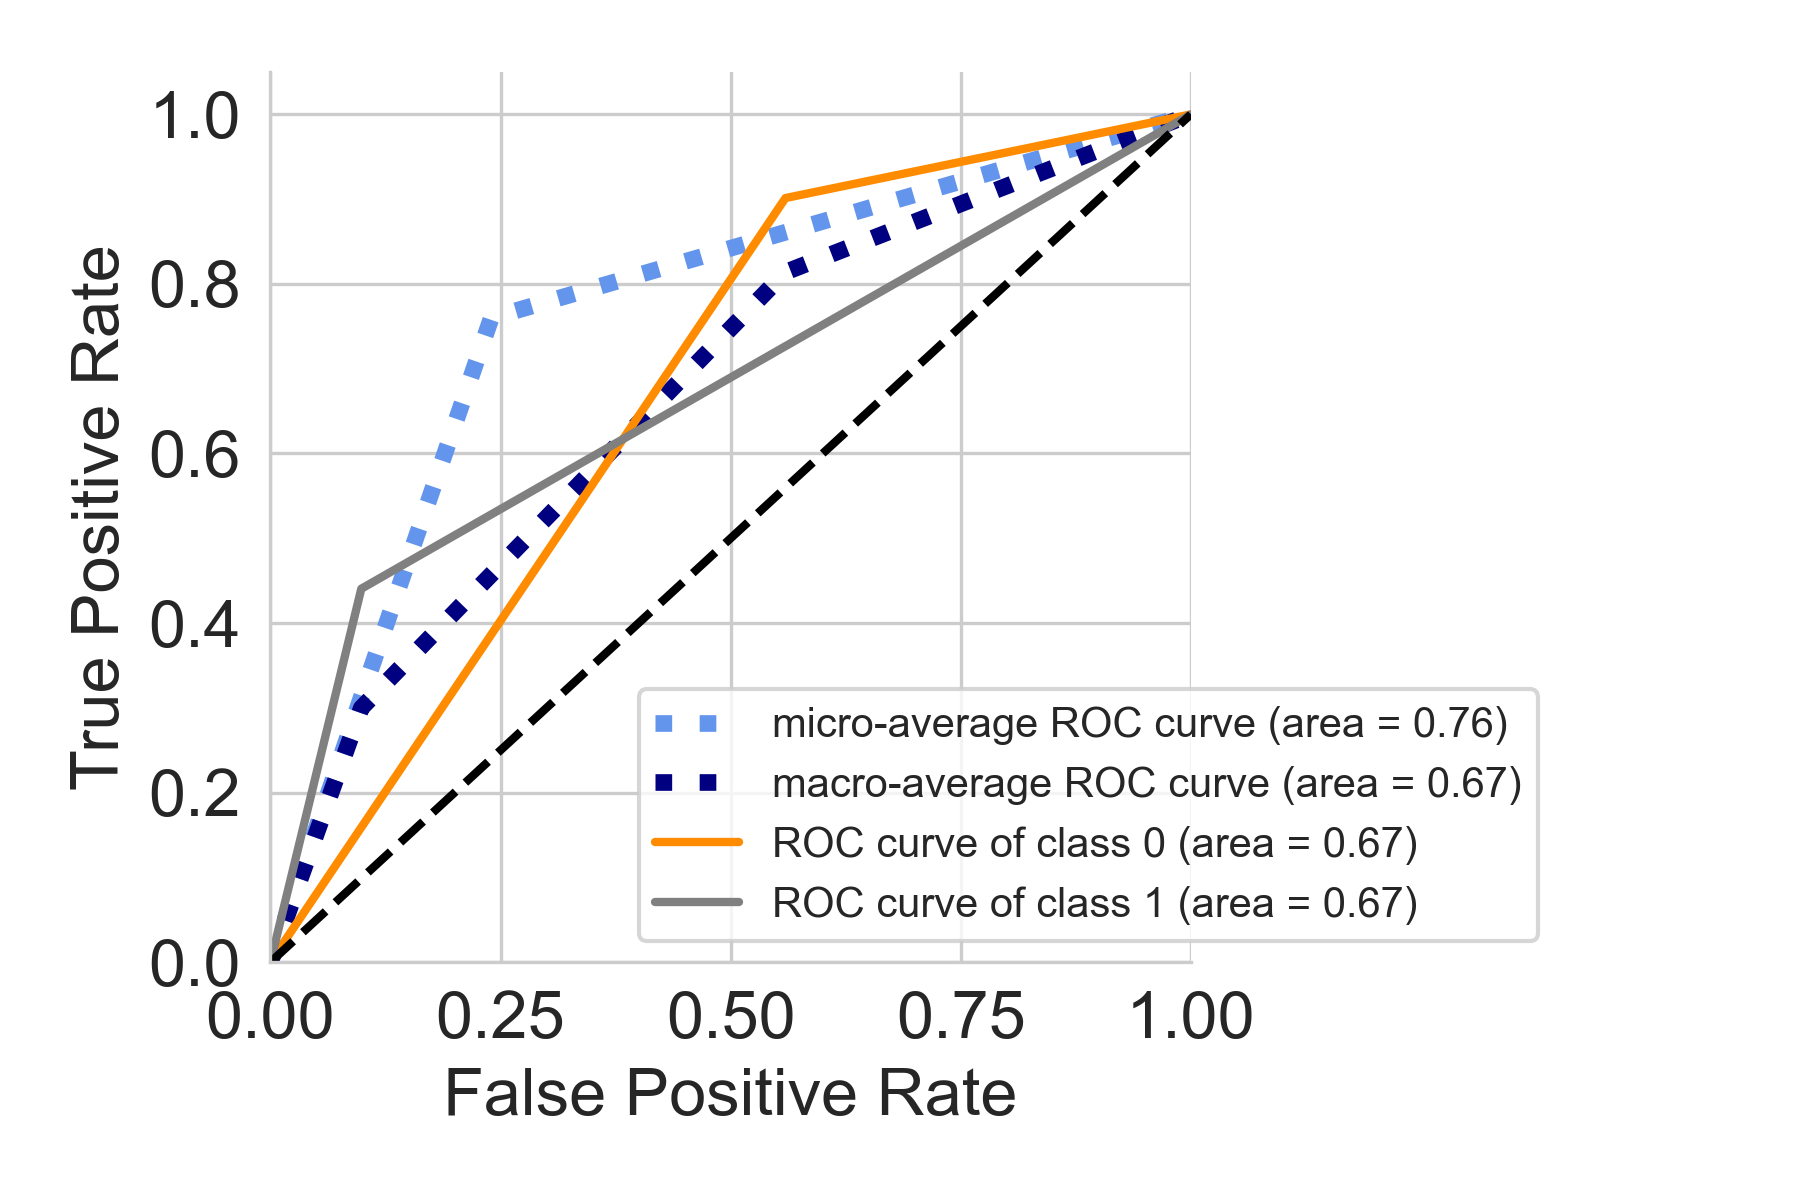 True Positive Rate
1.0
0.8
0.6
0.4
0.2
0.0
micro-average ROC curve (area = 0.76)
macro-average ROC curve (area = 0.67)
ROC curve of class 0 (area = 0.67)
ROC curve of class 1 (area = 0.67)
0.00 0.25 0.50 0.75 1.00
False Positive Rate